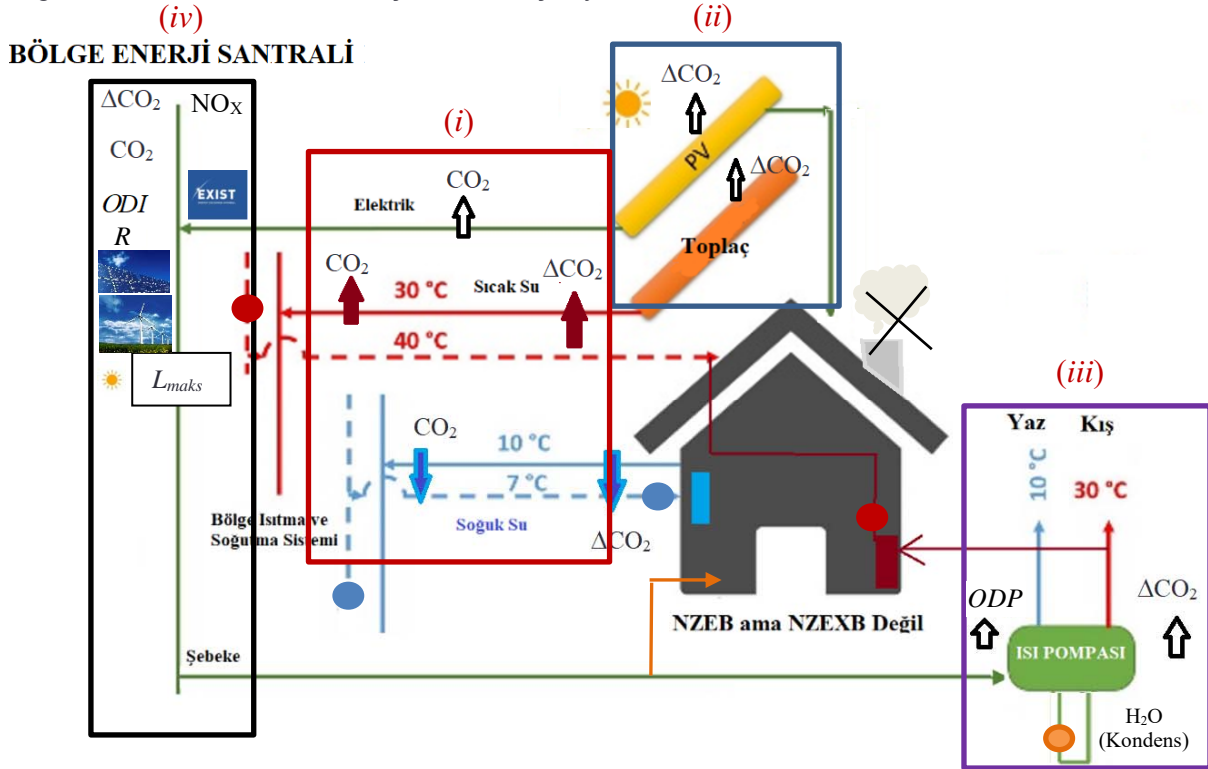 (iv)
BÖLGE ENERJİ SANTRALİ
ΔCO₂
NOX
CO₂
EXIST
ODI
R
Lmaks
(i)
CO₂
Elektrik
CO₂
ΔCO₂
30 °C
Sıcak Su
40 °C
CO₂
10 °C
7 °C
Soğuk Su
ΔCO₂
Bölge Isıtma ve
Soğutma Sistemi
Şebeke
(ii)
ΔCO₂
PV
ΔCO₂
Toplaç
NZEB ama NZEXB Değil
(iii)
Yaz
Kış
10 °C
30 °C
ODP
ΔCO₂
ISI POMPASI
H₂O
(Kondens)